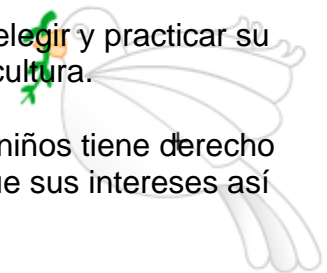 elegir y practicar su
cultura.
niños tiene derecho
ue sus intereses así